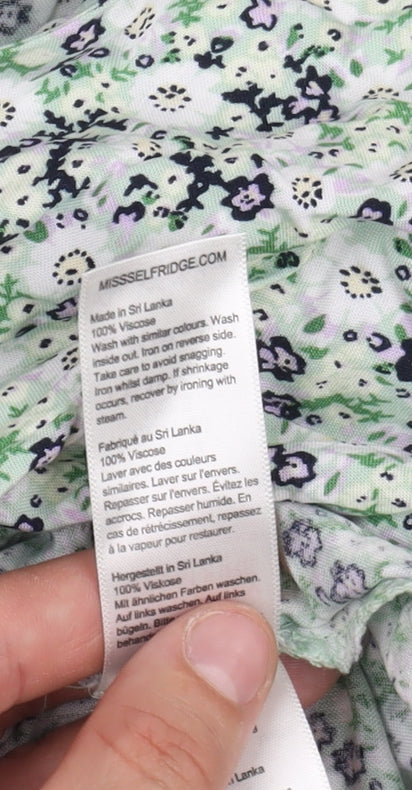 MISSSELFRIDGE.COM
Made in Sri Lanka
100% Viscose
Wash with similar colours. Wash
inside out. Iron on reverse side.
Take care to avoid snagging.
Iron whilst damp. If shrinkage
occurs, recover by ironing with
steam.
Fabriqué au Sri Lanka
100% Viscose
Laver avec des couleurs
similaires. Laver sur l'envers.
Repasser sur l'envers. Évitez les
accrocs. Repasser humide. En
cas de rétrécissement, repassez
à la vapeur pour restaurer.
Hergestellt in Sri Lanka
100% Viskose
Mit ähnlichen Farben waschen.
Auf links waschen. Auf links
bügeln. Bitte
Lanka